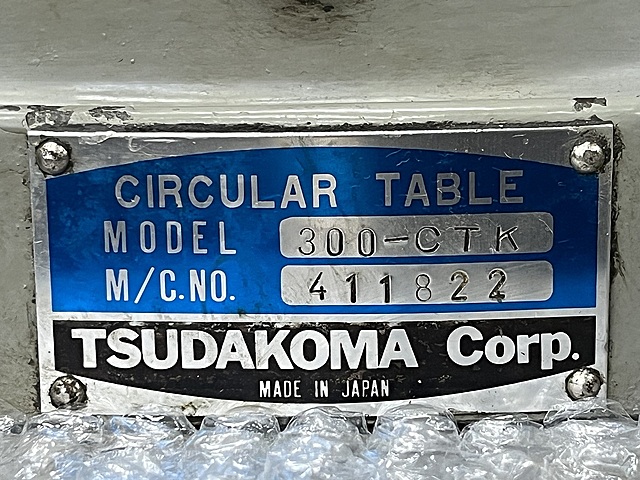 CIRCULAR TABLE
MODEL 300-CTK
M/C.NO. 411822
TSUDAKOMA Corp.
MADE IN JAPAN